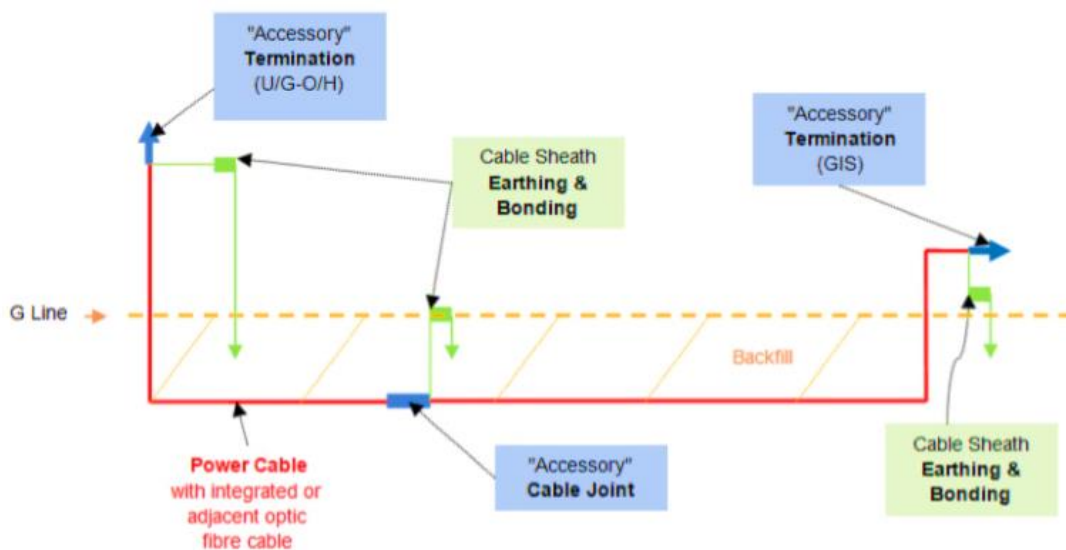 "Accessory"
Termination
(U/G-O/H)
"Accessory"
Termination
(GIS)
Cable Sheath
Earthing &
Bonding
G Line
Backfill
Power Cable
with integrated or
adjacent optic
fibre cable
"Accessory"
Cable Joint
Cable Sheath
Earthing &
Bonding